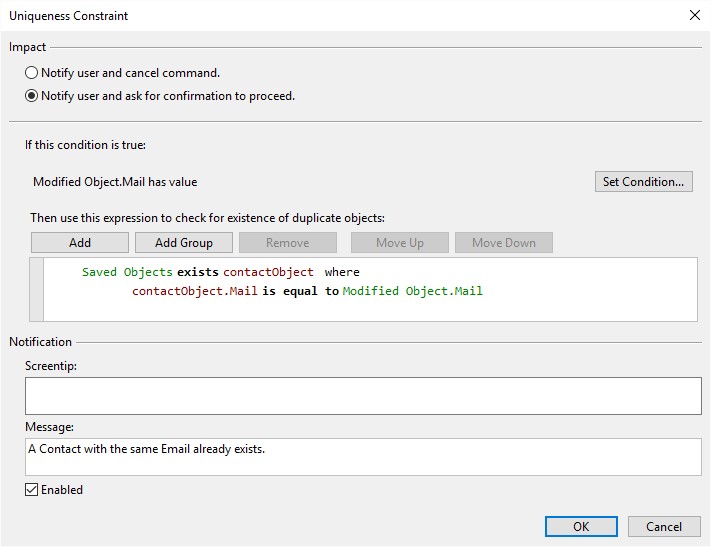 Uniqueness Constraint
Impact
Notify user and cancel command.
Notify user and ask for confirmation to proceed.
If this condition is true:
Modified Object.Mail has value
Set Condition...
Then use this expression to check for existence of duplicate objects:
Add Add Group Remove Move Up Move Down
Saved Objects exists contactObject where
contactObject.Mail is equal to Modified Object.Mail
Notification
Screentip:
Message:
A Contact with the same Email already exists.
Enabled
OK Cancel